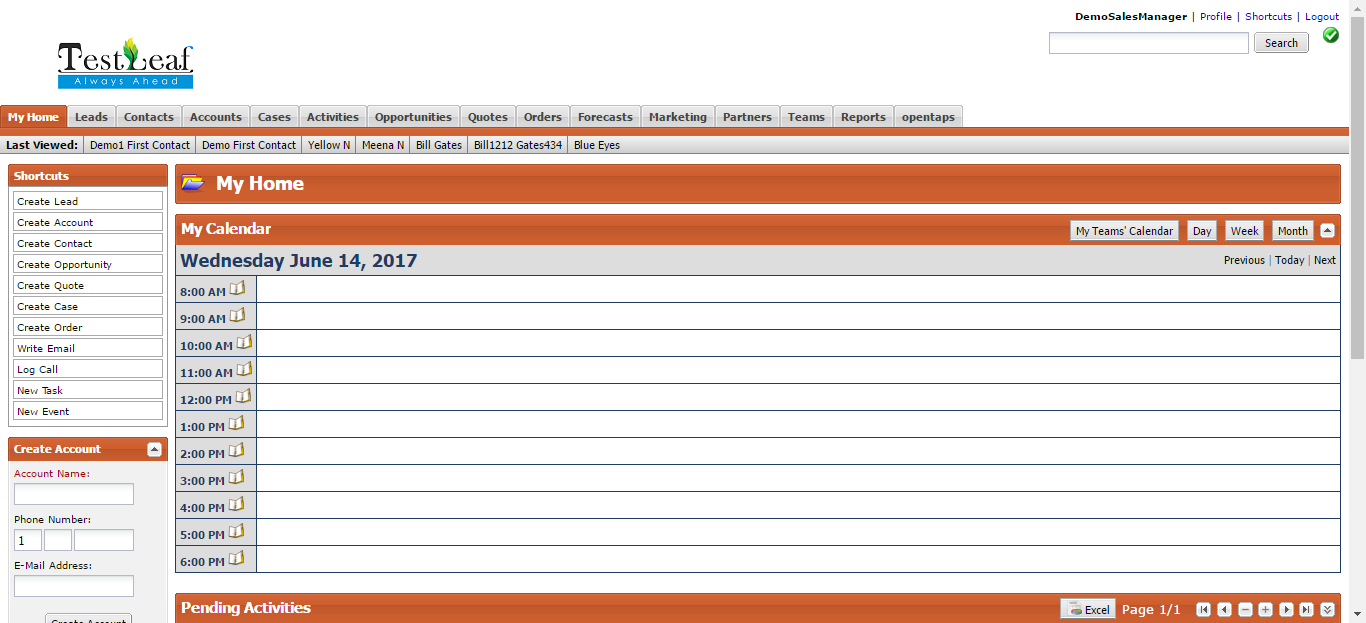 DemoSalesManager | Profile | Shortcuts | Logout
Search
TestLeaf
Always Ahead
My Home Leads Contacts Accounts Cases Activities Opportunities Quotes Orders Forecasts Marketing Partners Teams Reports opentaps
Last Viewed: Demo1 First Contact Demo First Contact Yellow N Meena N Bill Gates Bill1212 Gates434 Blue Eyes
Shortcuts
Create Lead
Create Account
Create Contact
Create Opportunity
Create Quote
Create Case
Create Order
Write Email
Log Call
New Task
New Event
Create Account
Account Name:
Phone Number:
1
E-Mail Address:
Create Account
My Home
My Calendar My Teams' Calendar Day Week Month
Wednesday June 14, 2017 Previous | Today | Next
8:00 AM
9:00 AM
10:00 AM
11:00 AM
12:00 PM
1:00 PM
2:00 PM
3:00 PM
4:00 PM
5:00 PM
6:00 PM
Pending Activities Excel Page 1/1